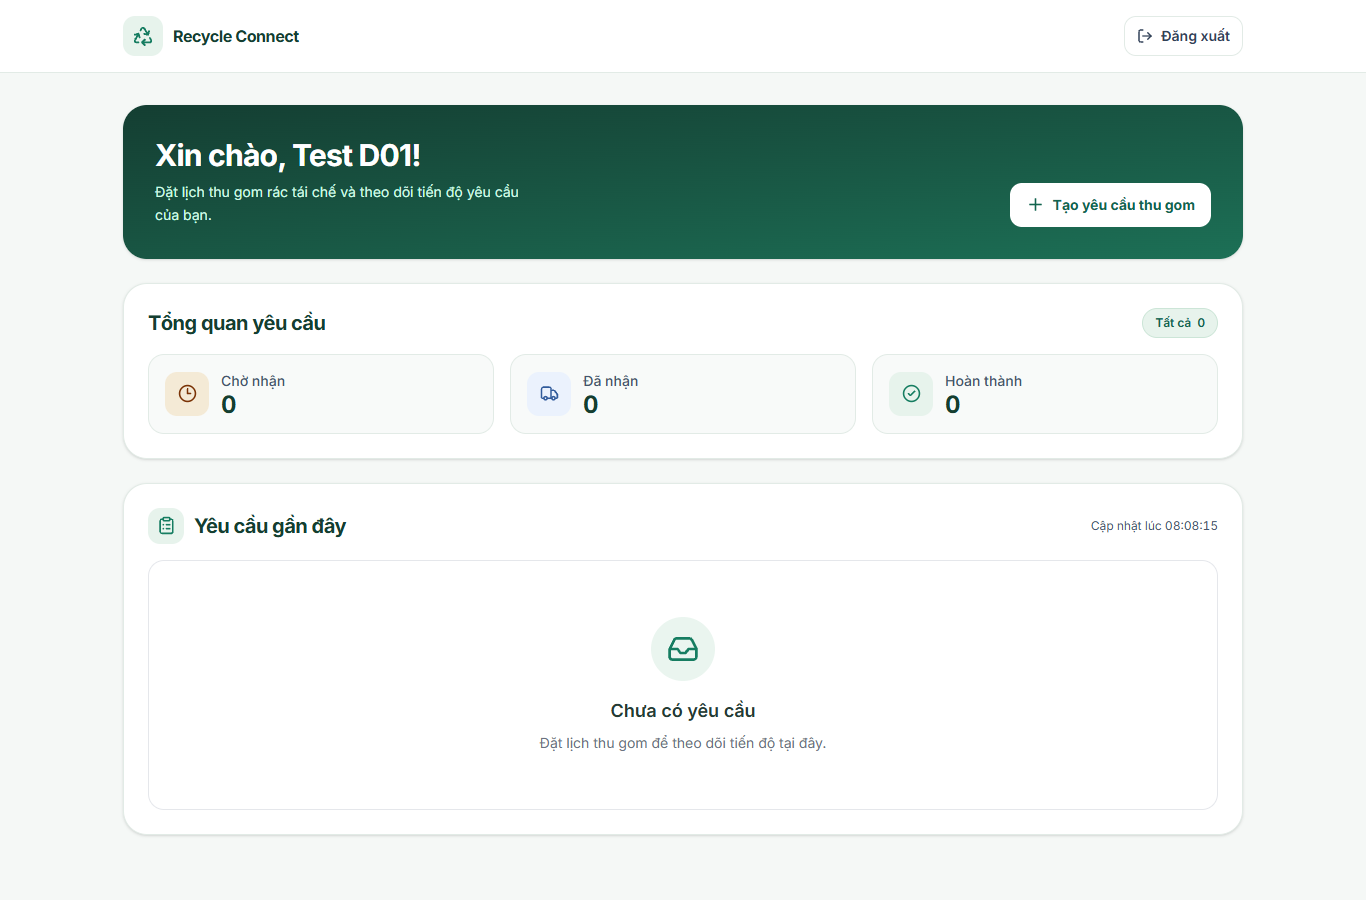 Recycle Connect
Đăng xuất
Xin chào, Test D01!
Đặt lịch thu gom rác tái chế và theo dõi tiến độ yêu cầu
của bạn.
Tạo yêu cầu thu gom
Tổng quan yêu cầu
Tất cả 0
Chờ nhận
0
Đã nhận
0
Hoàn thành
0
Yêu cầu gần đây
Cập nhật lúc 08:08:15
Chưa có yêu cầu
Đặt lịch thu gom để theo dõi tiến độ tại đây.